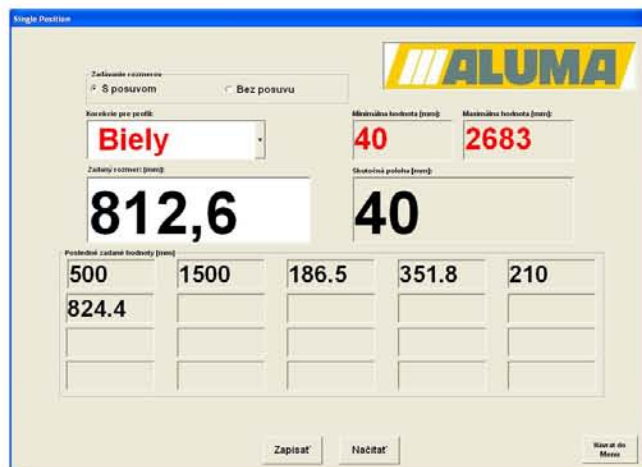 Single Position
ALUMA
Zadávanie rozmerov
S posuvom Bez posuvu
Korekcie pre profil:
Minimálna hodnota [mm]: Maximálna hodnota [mm]:
Biely 40 2683
Zadaný rozmer: [mm]: Skutočná poloha [mm]:
812,6 40
Posledné zadané hodnoty [mm]
500 1500 186.5 351.8 210
824.4
Zapísať Načítať Návrat do
Menu